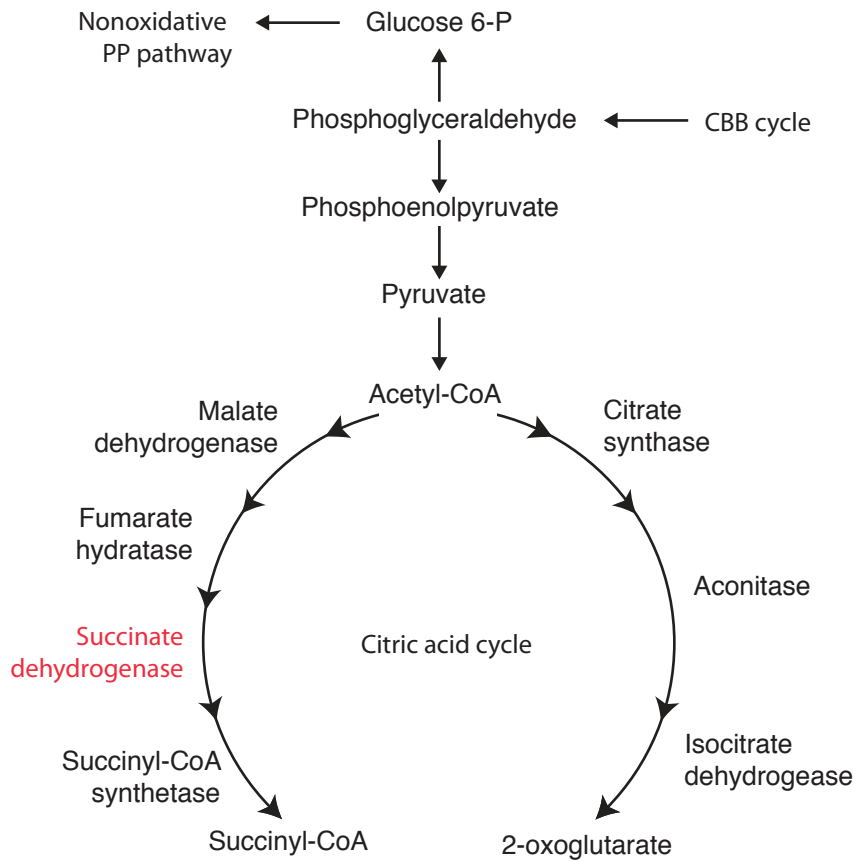 Nonoxidative
PP pathway
Glucose 6-P
Phosphoglyceraldehyde
CBB cycle
Phosphoenolpyruvate
Pyruvate
Acetyl-CoA
Malate
dehydrogenase
Citrate
synthase
Fumarate
hydratase
Aconitase
Succinate
dehydrogenase
Citric acid cycle
Succinyl-CoA
synthetase
Isocitrate
dehydrogease
Succinyl-CoA
2-oxoglutarate